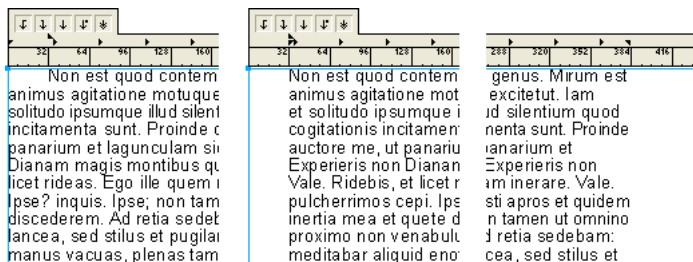 32 64 96 128 160
Non est quod contem
animus agitatione motuque
solitudo ipsumque illud silent
incitamenta sunt. Proinde c
panarium et lagunculam sic
Dianam magis montibus qu
licet rideas. Ego ille quem
Ipse? inquis. Ipse; non tam
discederem. Ad retia sedeb
lancea, sed stilus et pugilar
manus vacuas, plenas tam
32 64 96 128 160
Non est quod contem
animus agitatione mot
et solitudo ipsumque i
cogitationis incitament
auctore me, ut panariu
Experieris non Dianan
Vale. Ridebis, et licet r
pulcherrimos cepi. Ips
inertia mea et quete d
proximo non venabulu
meditabar aliquid enot
288 320 352 384 416
genus. Mirum est
excitetut. Iam
ud silentium quod
menta sunt. Proinde
panarium et
Experieris non
am inerare. Vale.
sti apros et quidem
n tamen ut omnino
d retia sedebam:
cea, sed stilus et